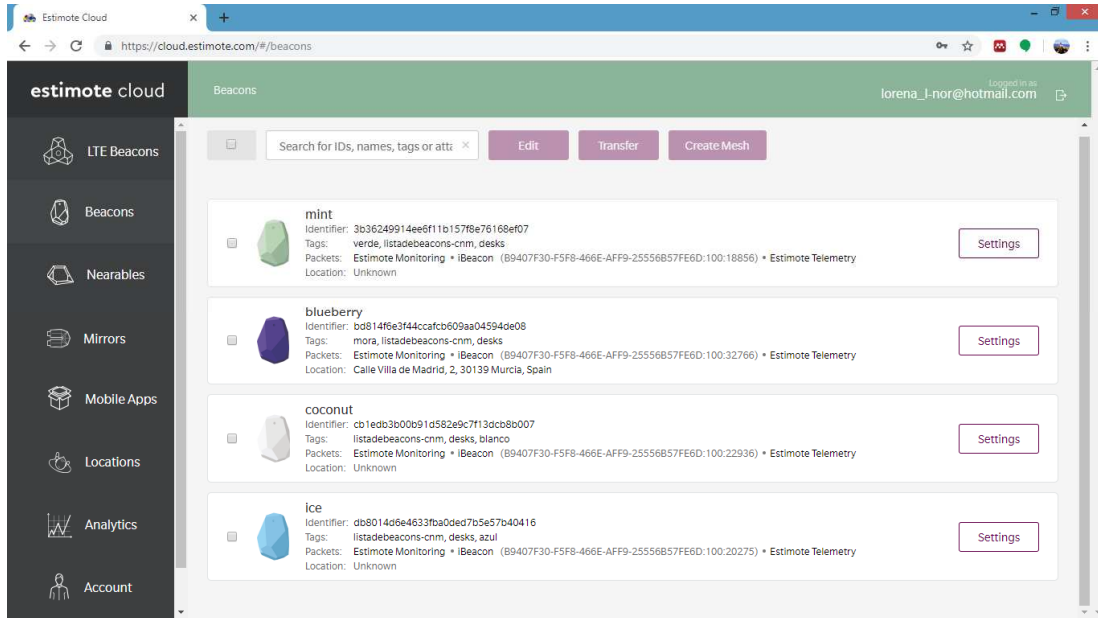 Estimote Cloud
https://cloud.estimote.com/#/beacons
estimote cloud
Beacons
Logged in as
lorena_l-nor@hotmail.com
LTE Beacons
Beacons
Nearables
Mirrors
Mobile Apps
Locations
Analytics
Account
Search for IDs, names, tags or atta
Edit
Transfer
Create Mesh
mint
Identifier: 3b36249914ee6f11b157f8e76168ef07
Tags: verde, listadebeacons-cnm, desks
Packets: Estimote Monitoring • iBeacon (B9407F30-F5F8-466E-AFF9-25556B57FE6D:100:18856) • Estimote Telemetry
Location: Unknown
Settings
blueberry
Identifier: bd814f6e3f44ccafcb609aa04594de08
Tags: mora, listadebeacons-cnm, desks
Packets: Estimote Monitoring • iBeacon (B9407F30-F5F8-466E-AFF9-25556B57FE6D:100:32766) • Estimote Telemetry
Location: Calle Villa de Madrid, 2, 30139 Murcia, Spain
Settings
coconut
Identifier: cb1edb3b00b91d582e9c7f13dcb8b007
Tags: listadebeacons-cnm, desks, blanco
Packets: Estimote Monitoring • iBeacon (B9407F30-F5F8-466E-AFF9-25556B57FE6D:100:22936) • Estimote Telemetry
Location: Unknown
Settings
ice
Identifier: db8014d6e4633fba0ded7b5e57b40416
Tags: listadebeacons-cnm, desks, azul
Packets: Estimote Monitoring • iBeacon (B9407F30-F5F8-466E-AFF9-25556B57FE6D:100:20275) • Estimote Telemetry
Location: Unknown
Settings